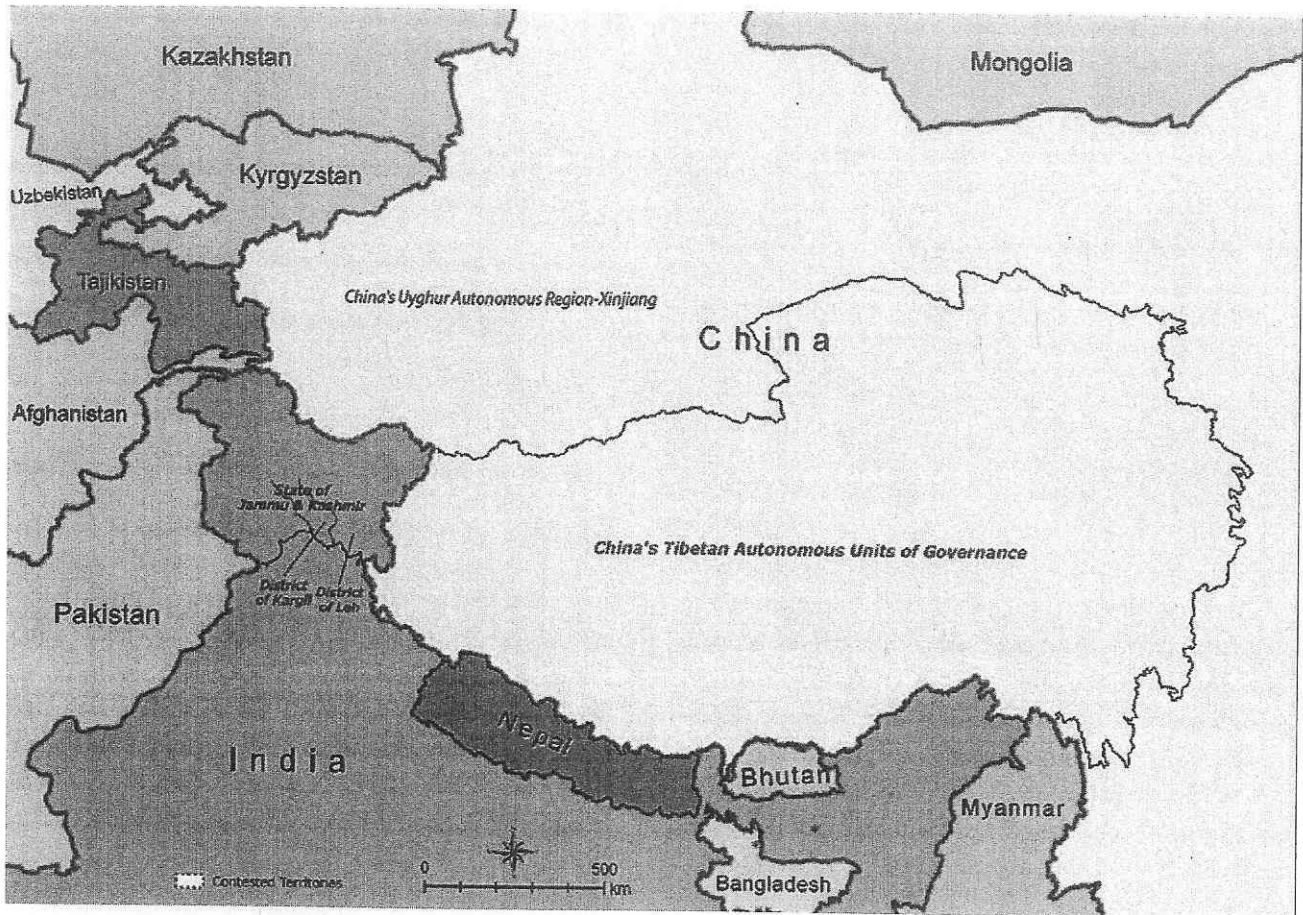 Kazakhstan
Mongolia
Kyrgyzstan
Uzbekistan
Tajikistan
China's Uyghur Autonomous Region-Xinjiang
China
Afghanistan
State of
Jammu & Kashmir
China's Tibetan Autonomous Units of Governance
District
of Kargil
District
of Leh
Pakistan
Nepal
India
Bhutan
Myanmar
0
500
km
Contested Territories
Bangladesh